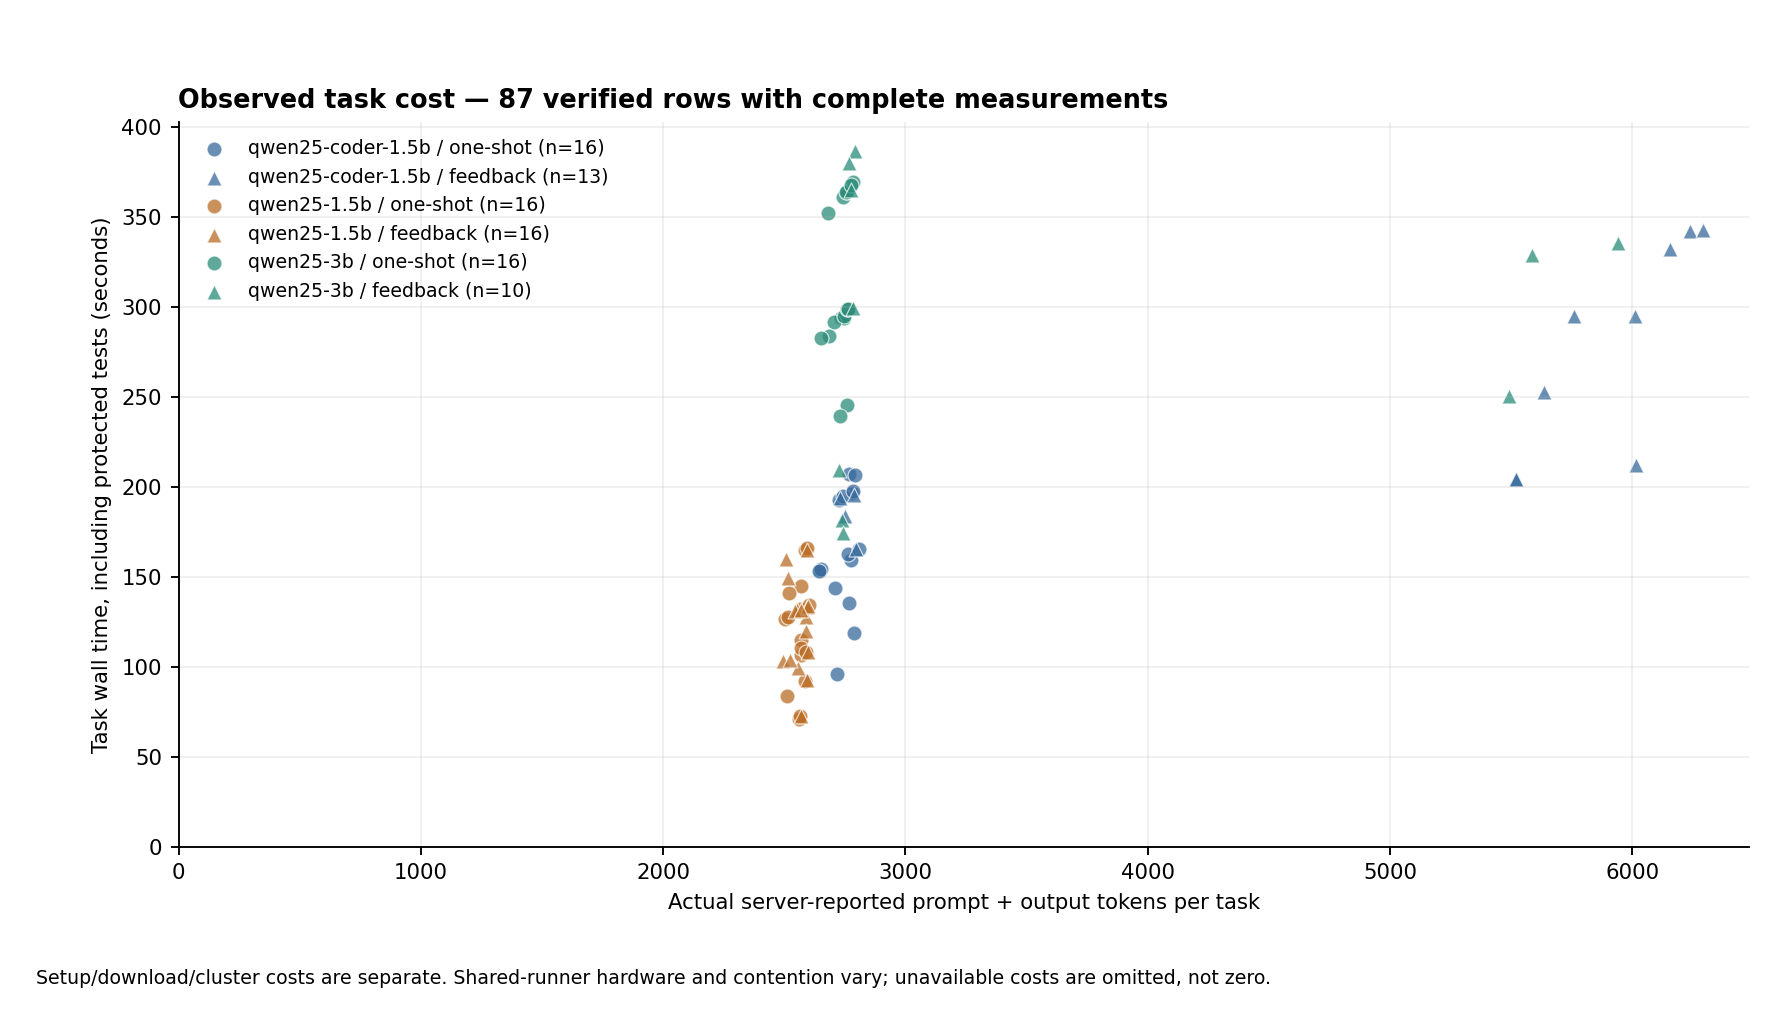 Observed task cost — 87 verified rows with complete measurements
400
350
300
250
200
150
100
50
0
Task wall time, including protected tests (seconds)
qwen25-coder-1.5b / one-shot (n=16)
qwen25-coder-1.5b / feedback (n=13)
qwen25-1.5b / one-shot (n=16)
qwen25-1.5b / feedback (n=16)
qwen25-3b / one-shot (n=16)
qwen25-3b / feedback (n=10)
0 1000 2000 3000 4000 5000 6000
Actual server-reported prompt + output tokens per task
Setup/download/cluster costs are separate. Shared-runner hardware and contention vary; unavailable costs are omitted, not zero.